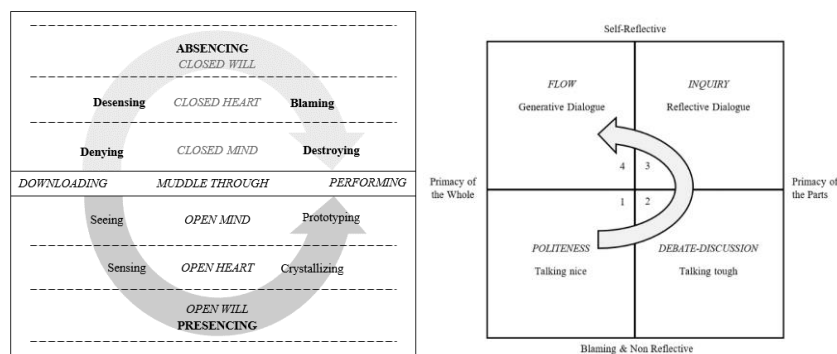 ABSENCING
CLOSED WILL
Desensing CLOSED HEART Blaming
Denying CLOSED MIND Destroying
DOWNLOADING MUDDLE THROUGH PERFORMING
Seeing OPEN MIND Prototyping
Sensing OPEN HEART Crystallizing
OPEN WILL
PRESENCING
Self-Reflective
FLOW INQUIRY
Generative Dialogue Reflective Dialogue
4 3
Primacy of Primacy of
the Whole the Parts
1 2
POLITENESS DEBATE-DISCUSSION
Talking nice Talking tough
Blaming & Non Reflective